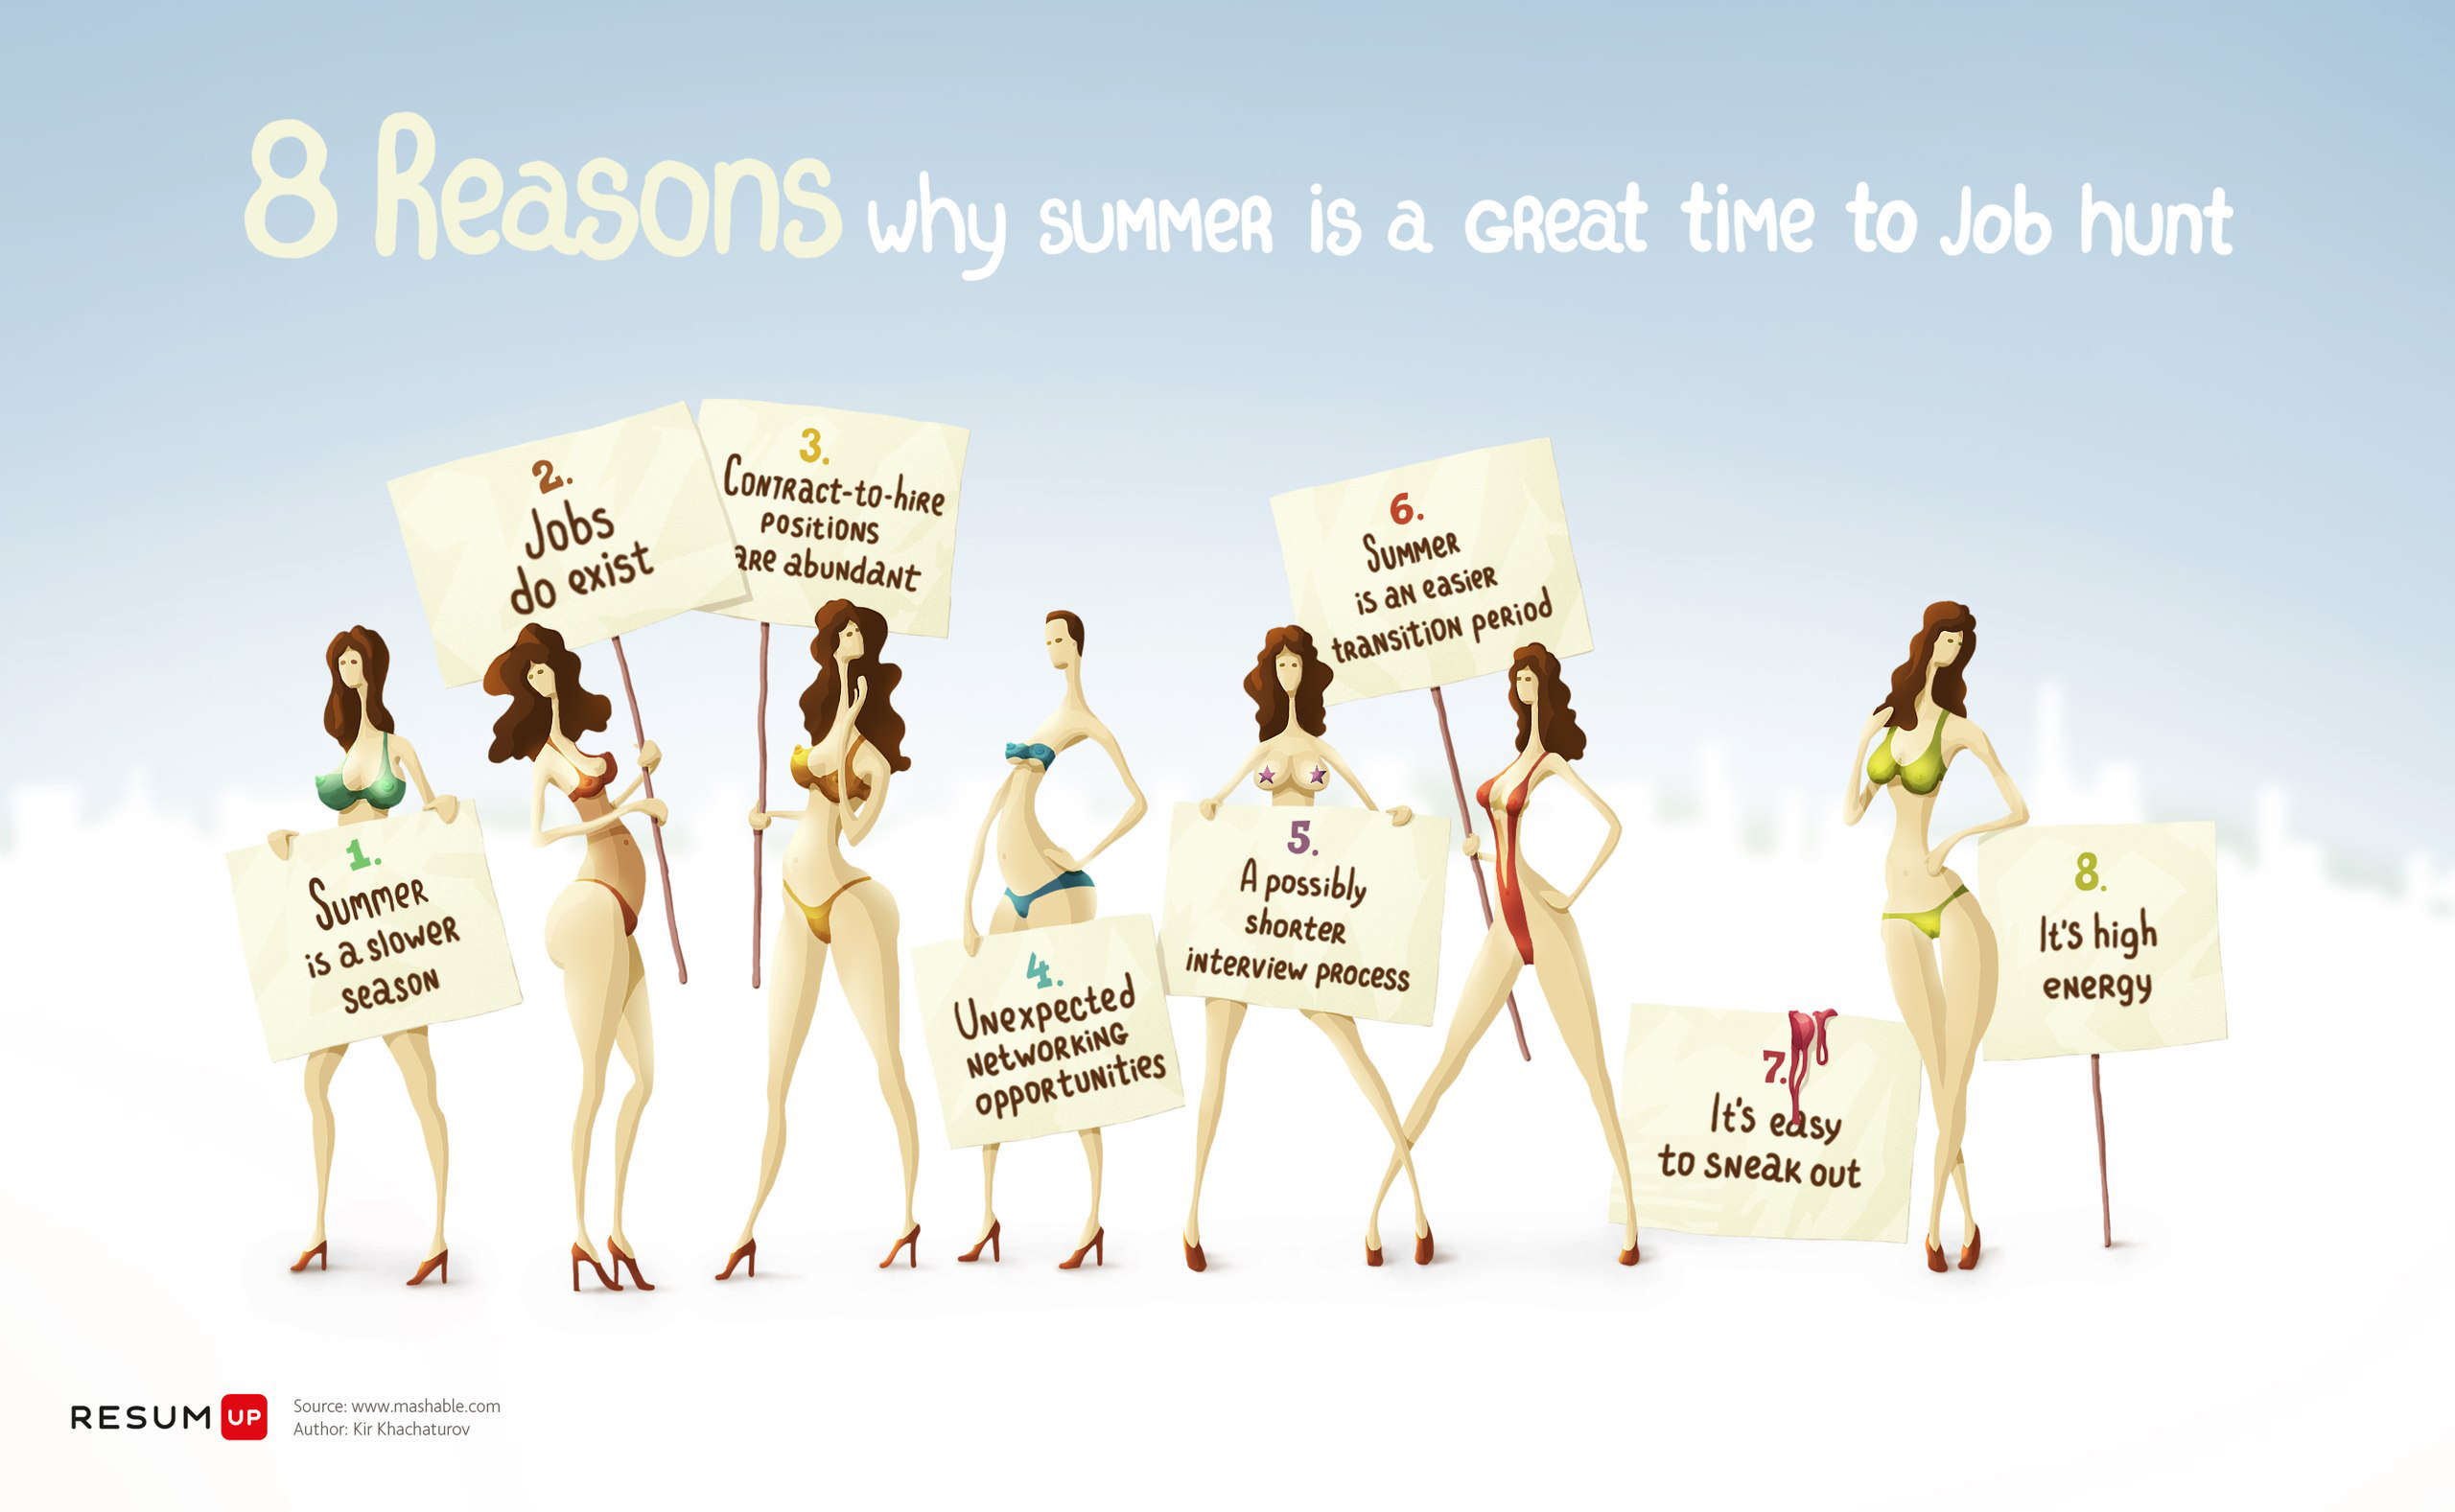 8 Reasons why summer is a great time to job hunt
1.
Summer
is a slower
season
2.
Jobs
do exist
3.
Contract-to-hire
positions
are abundant
4.
Unexpected
networking
opportunities
5.
A possibly
shorter
interview process
6.
Summer
is an easier
transition period
7.
It's easy
to sneak out
8.
It's high
energy
RESUMUP
Source: www.mashable.com
Author: Kir Khachaturov